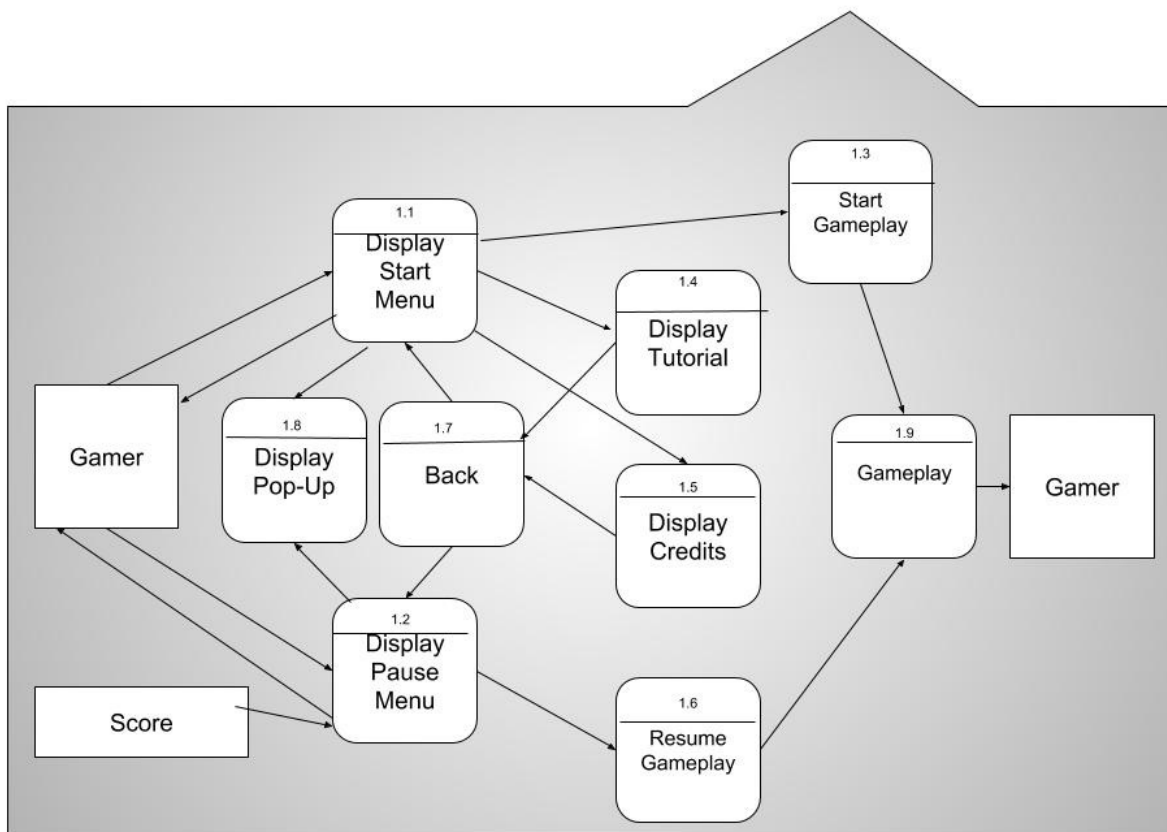 1.3
Start
Gameplay
1.1
Display
Start
Menu
1.4
Display
Tutorial
Gamer
1.8
Display
Pop-Up
1.7
Back
1.5
Display
Credits
1.9
Gameplay
Gamer
1.2
Display
Pause
Menu
Score
1.6
Resume
Gameplay